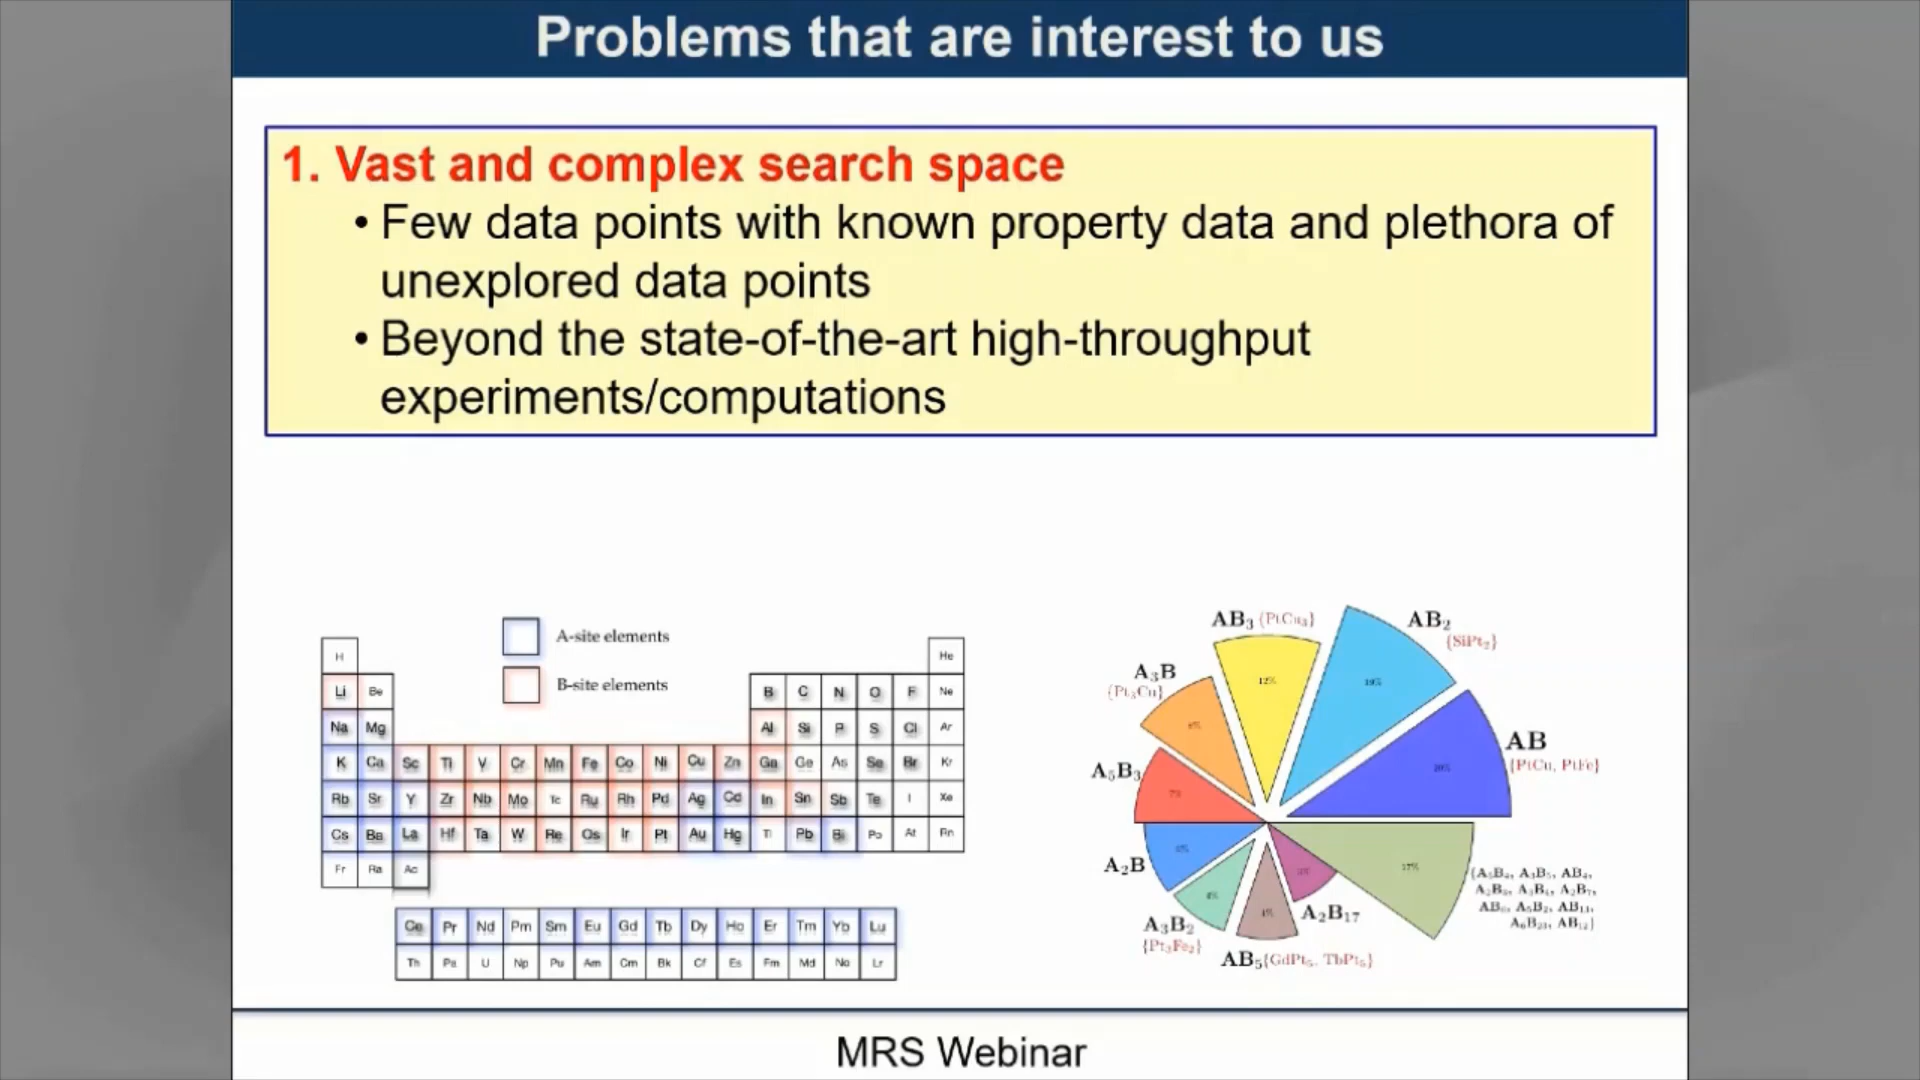 Problems that are interest to us
1. Vast and complex search space
• Few data points with known property data and plethora of
unexplored data points
• Beyond the state-of-the-art high-throughput
experiments/computations
A-site elements
B-site elements
H He
Li Be B C N O F Ne
Na Mg Al Si P S Cl Ar
K Ca Sc Ti V Cr Mn Fe Co Ni Cu Zn Ga Ge As Se Br Kr
Rb Sr Y Zr Nb Mo Tc Ru Rh Pd Ag Cd In Sn Sb Te I Xe
Cs Ba La Hf Ta W Re Os Ir Pt Au Hg Tl Pb Bi Po At Rn
Fr Ra Ac
Ce Pr Nd Pm Sm Eu Gd Tb Dy Ho Er Tm Yb Lu
Th Pa U Np Pu Am Cm Bk Cf Es Fm Md No Lr
AB₃ {PtCu₃}
12%
AB₂
{SiPt₂}
A₃B
{Pt₃Cu}
AB
{PtCu, PtFe}
20%
A₅B₃
7%
A₂B
A₃B₂
{Pt₃Fe₂}
AB₅{GdPt₅, TbPt₅}
4%
A₂B₁₇
17%
MRS Webinar